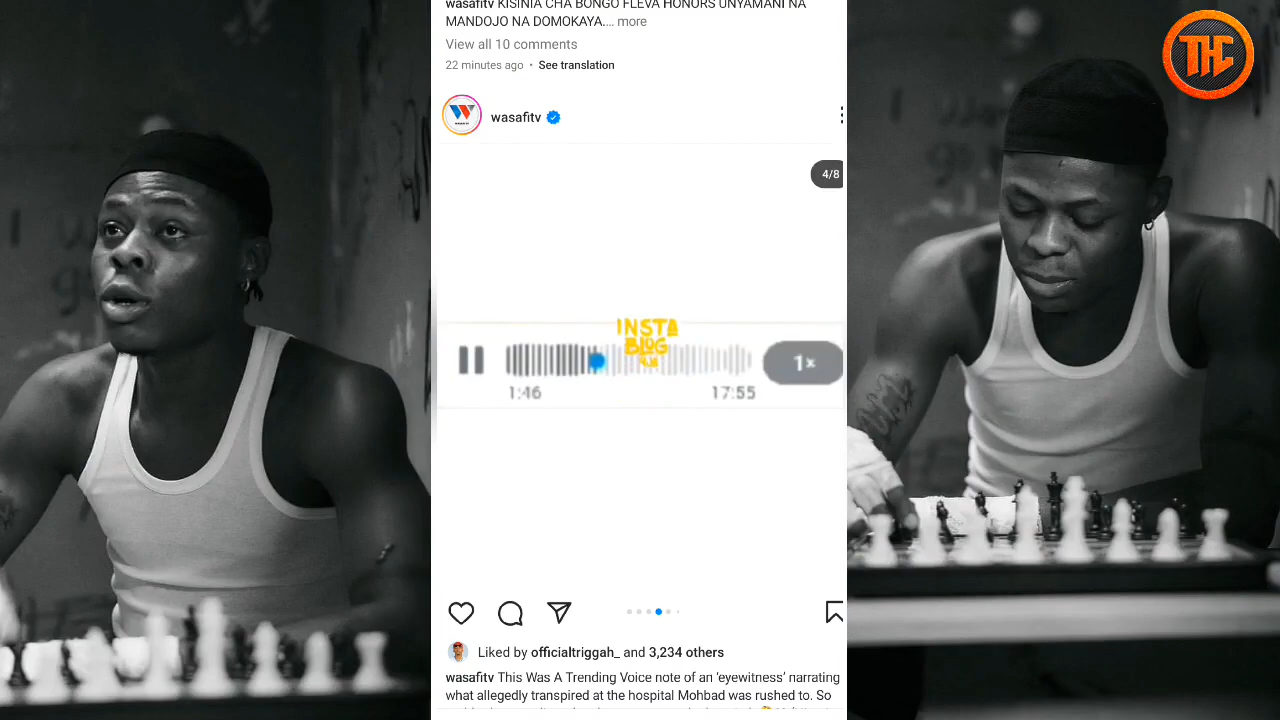 wasafitv KISINIA CHA BONGO FLEVA HONORS UNYAMANI NA
MANDOJO NA DOMOKAYA.... more
View all 10 comments
22 minutes ago • See translation
wasafitv
4/8
INSTA
BLOG
1x
1:46
17:55
Liked by officialtriggah_ and 3,234 others
wasafitv This Was A Trending Voice note of an 'eyewitness' narrating
what allegedly transpired at the hospital Mohbad was rushed to. So
THC